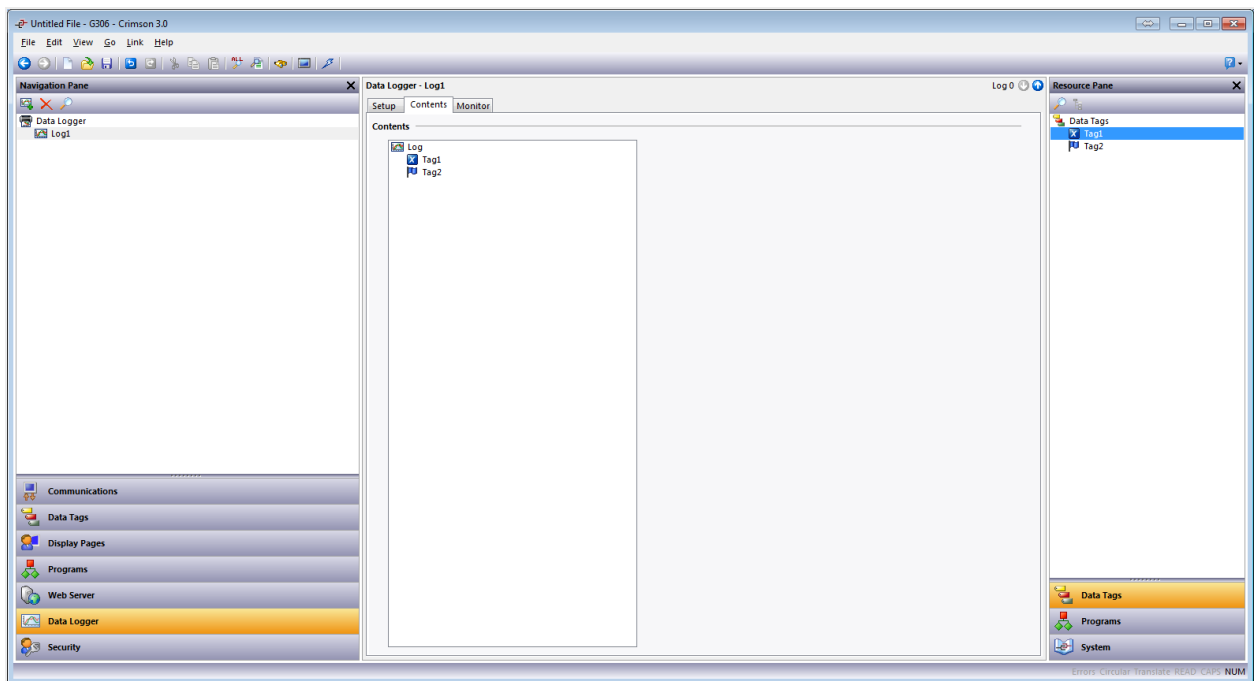 Untitled File - G306 - Crimson 3.0
File Edit View Go Link Help
Navigation Pane
Data Logger
Log1
Communications
Data Tags
Display Pages
Programs
Web Server
Data Logger
Security
Data Logger - Log1
Log 0
Setup Contents Monitor
Contents
Log
Tag1
Tag2
Resource Pane
Data Tags
Tag1
Tag2
Data Tags
Programs
System
Errors Circular Translate READ CAPS NUM